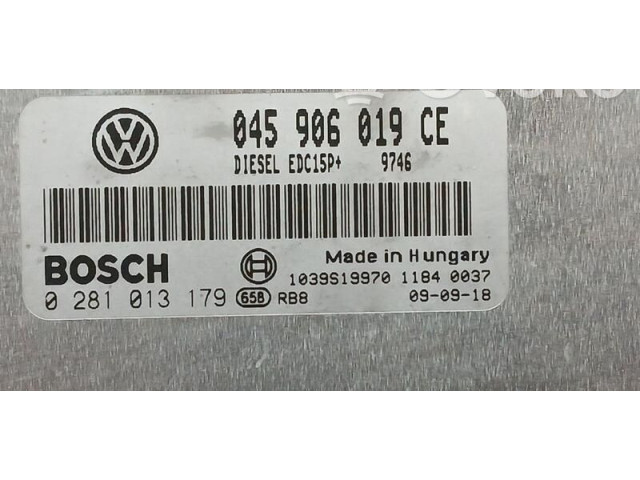 045 906 019 CE
DIESEL EDC15P+ 9746
BOSCH
Made in Hungary
1039S19970 1184 0037
0 281 013 179 658 RB8 09-09-18